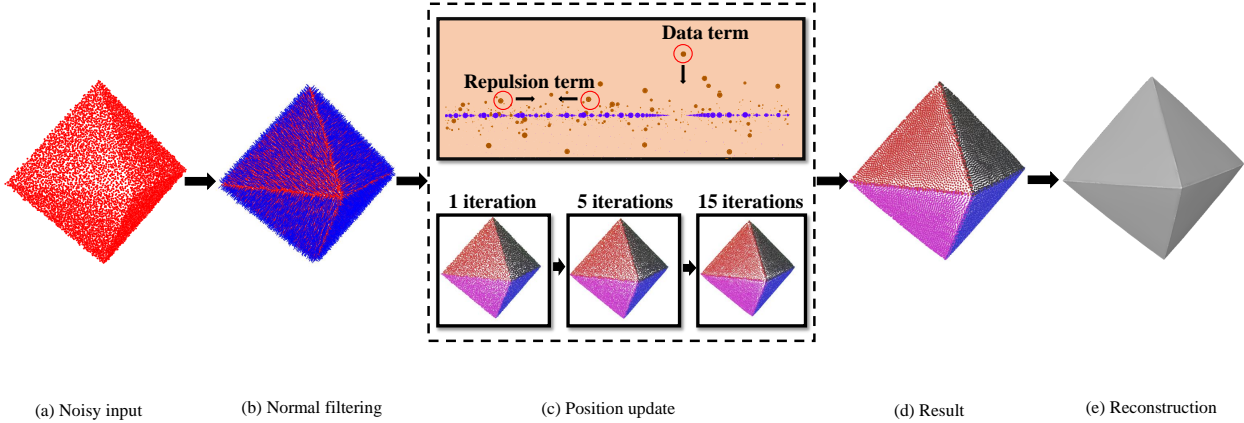 Data term
Repulsion term
1 iteration
5 iterations
15 iterations
(a) Noisy input
(b) Normal filtering
(c) Position update
(d) Result
(e) Reconstruction